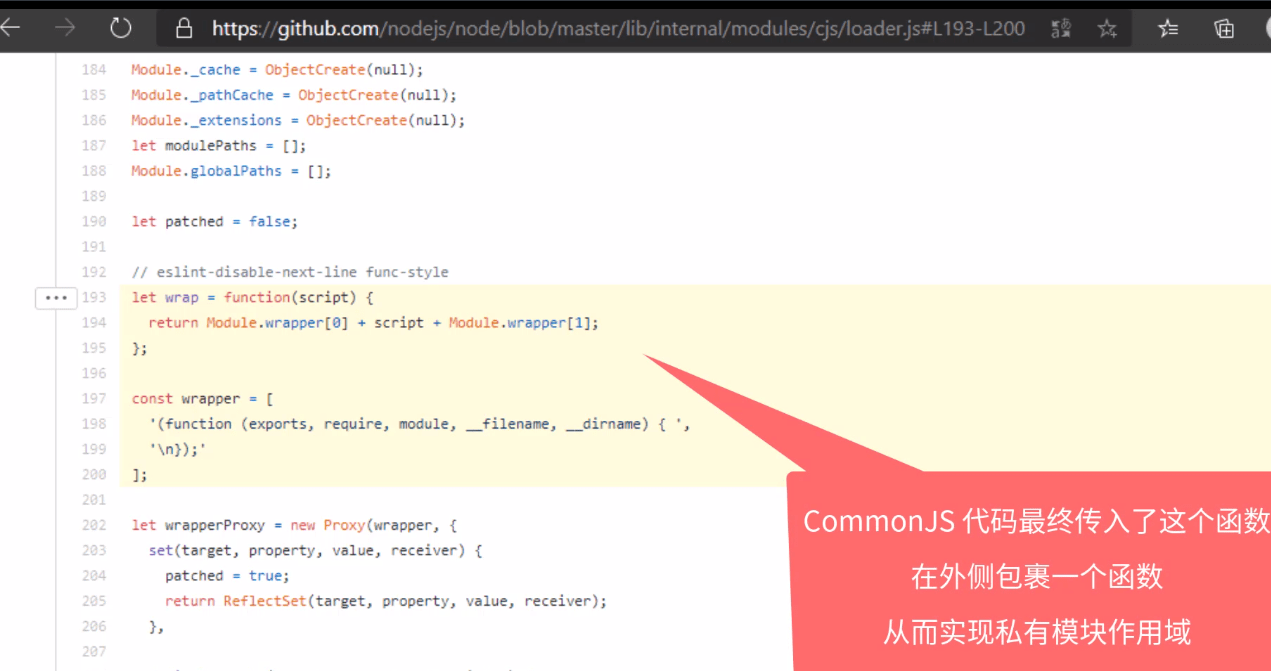 https://github.com/nodejs/node/blob/master/lib/internal/modules/cjs/loader.js#L193-L200
184 Module._cache = ObjectCreate(null);
185 Module._pathCache = ObjectCreate(null);
186 Module._extensions = ObjectCreate(null);
187 let modulePaths = [];
188 Module.globalPaths = [];
189
190 let patched = false;
191
192 // eslint-disable-next-line func-style
193 let wrap = function(script) {
194 return Module.wrapper[0] + script + Module.wrapper[1];
195 };
196
197 const wrapper = [
198 '(function (exports, require, module, __filename, __dirname) { ',
199 '\n});'
200 ];
201
202 let wrapperProxy = new Proxy(wrapper, {
203 set(target, property, value, receiver) {
204 patched = true;
205 return ReflectSet(target, property, value, receiver);
206 },
207
CommonJS 代码最终传入了这个函数
在外侧包裹一个函数
从而实现私有模块作用域